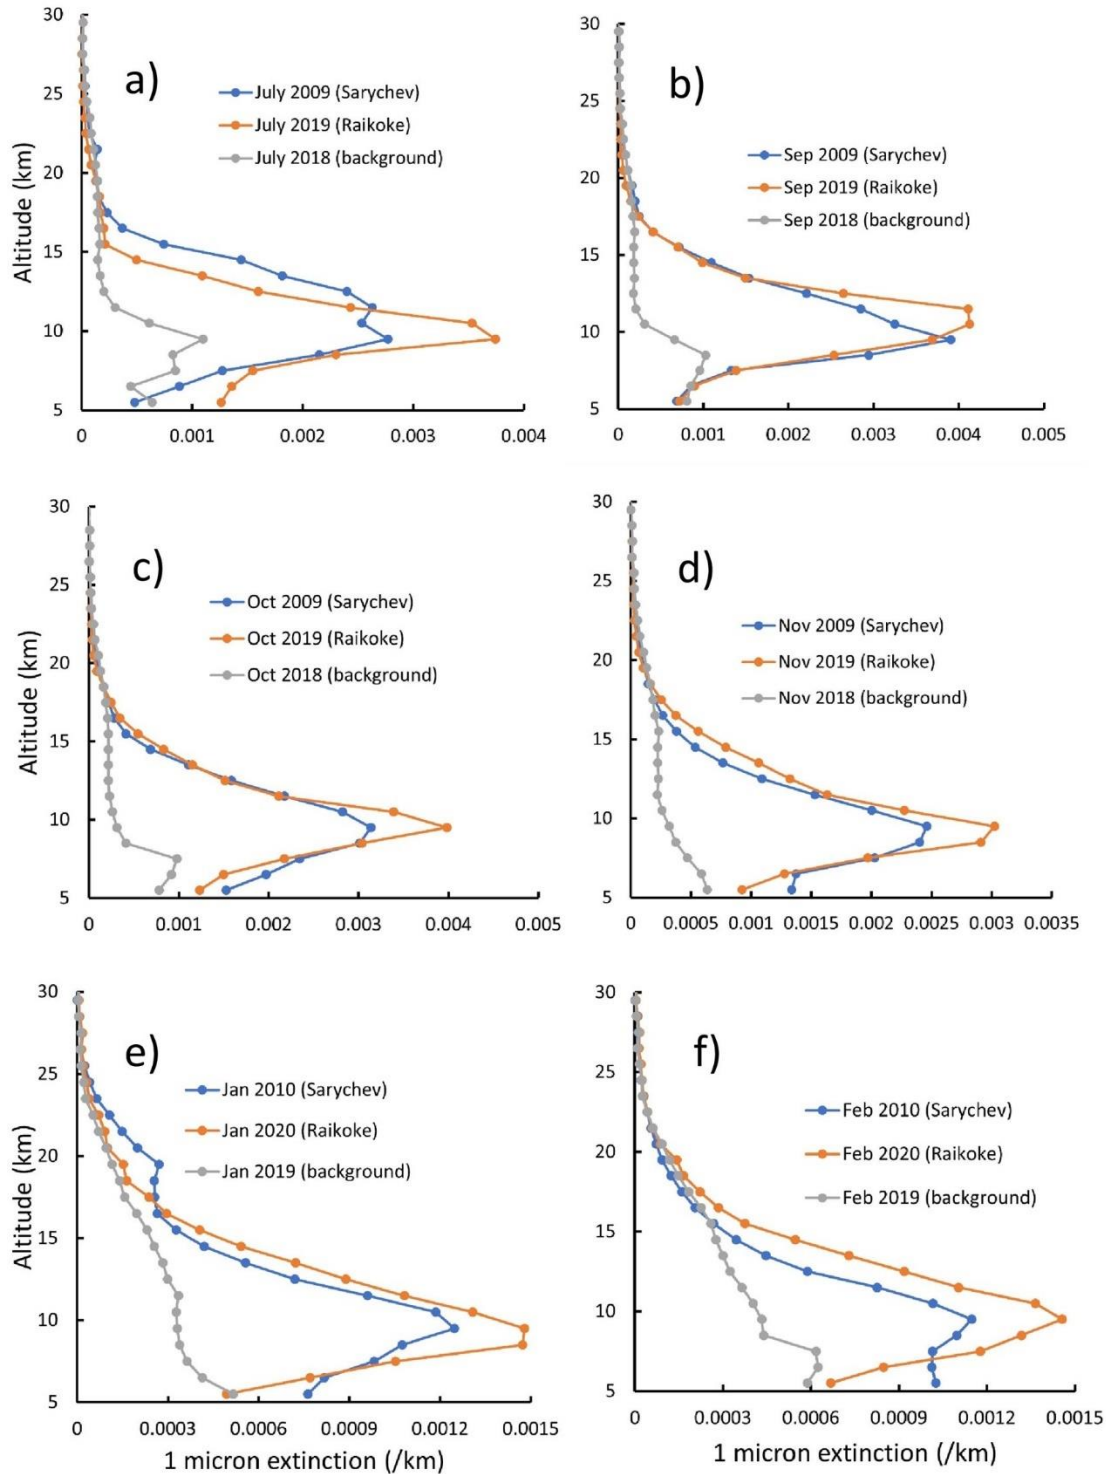 30
25
20
15
10
5
Altitude (km)
a)
July 2009 (Sarychev)
July 2019 (Raikoke)
July 2018 (background)
0 0.001 0.002 0.003 0.004
30
25
20
15
10
5
b)
Sep 2009 (Sarychev)
Sep 2019 (Raikoke)
Sep 2018 (background)
0 0.001 0.002 0.003 0.004 0.005
30
25
20
15
10
5
Altitude (km)
c)
Oct 2009 (Sarychev)
Oct 2019 (Raikoke)
Oct 2018 (background)
0 0.001 0.002 0.003 0.004 0.005
30
25
20
15
10
5
d)
Nov 2009 (Sarychev)
Nov 2019 (Raikoke)
Nov 2018 (background)
0 0.0005 0.001 0.0015 0.002 0.0025 0.003 0.0035
30
25
20
15
10
5
Altitude (km)
e)
Jan 2010 (Sarychev)
Jan 2020 (Raikoke)
Jan 2019 (background)
0 0.0003 0.0006 0.0009 0.0012 0.0015
1 micron extinction (/km)
30
25
20
15
10
5
f)
Feb 2010 (Sarychev)
Feb 2020 (Raikoke)
Feb 2019 (background)
0 0.0003 0.0006 0.0009 0.0012 0.0015
1 micron extinction (/km)